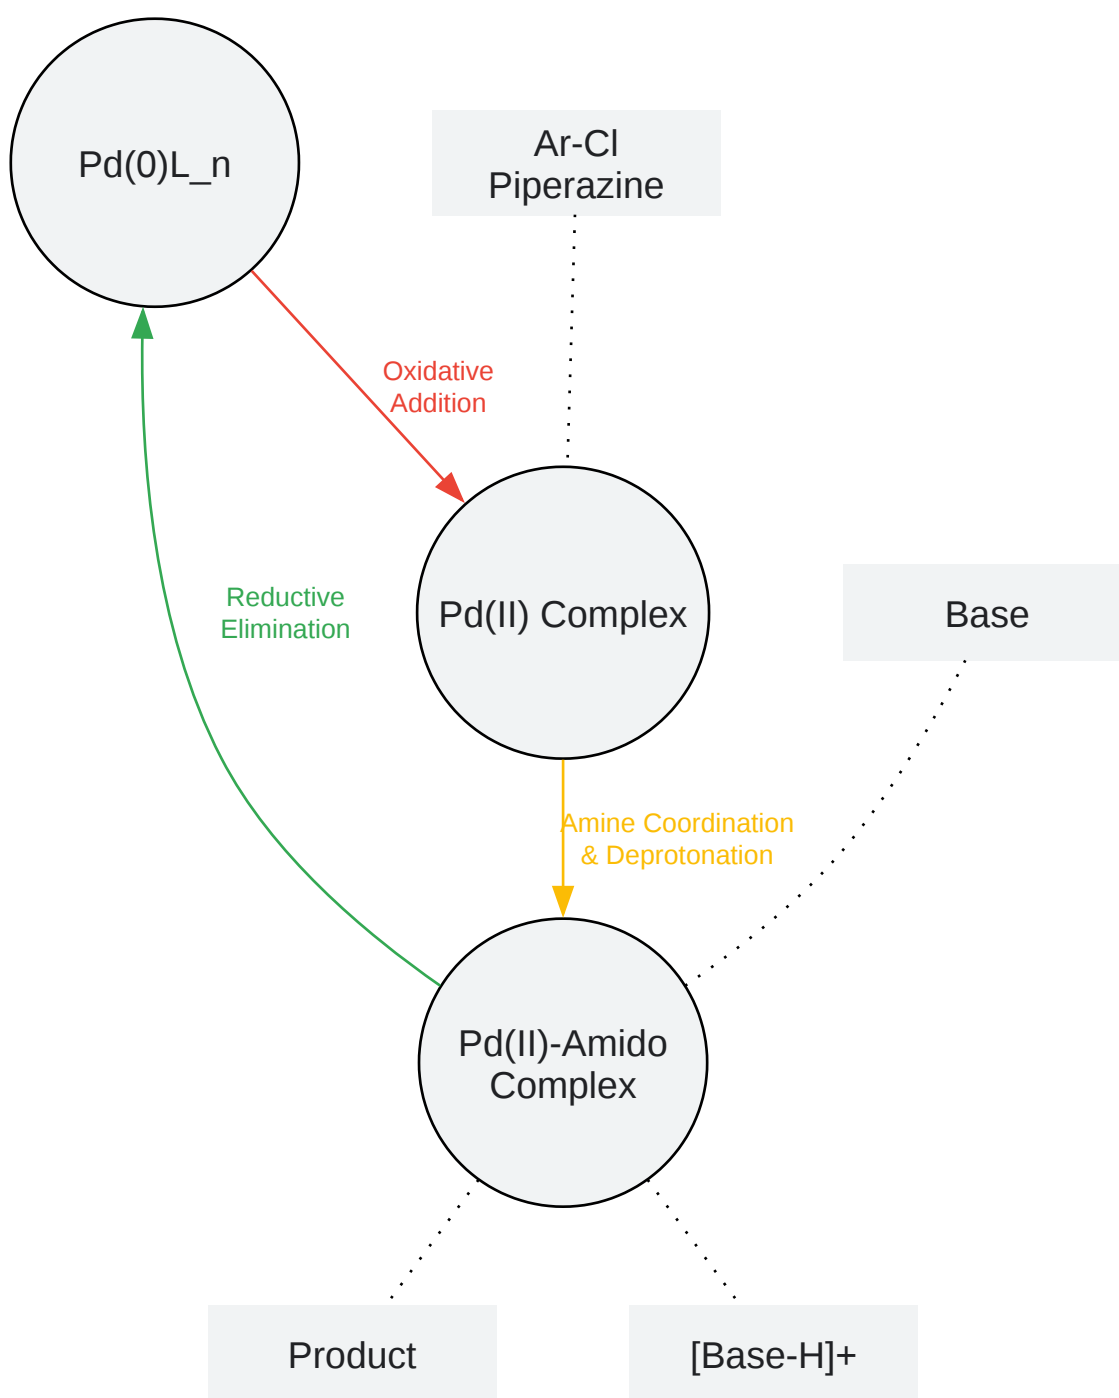 Pd(0)L_n
Ar-Cl
Piperazine
Oxidative
Addition
Reductive
Elimination
Pd(II) Complex
Base
Amine Coordination
& Deprotonation
Pd(II)-Amido
Complex
Product
[Base-H]+